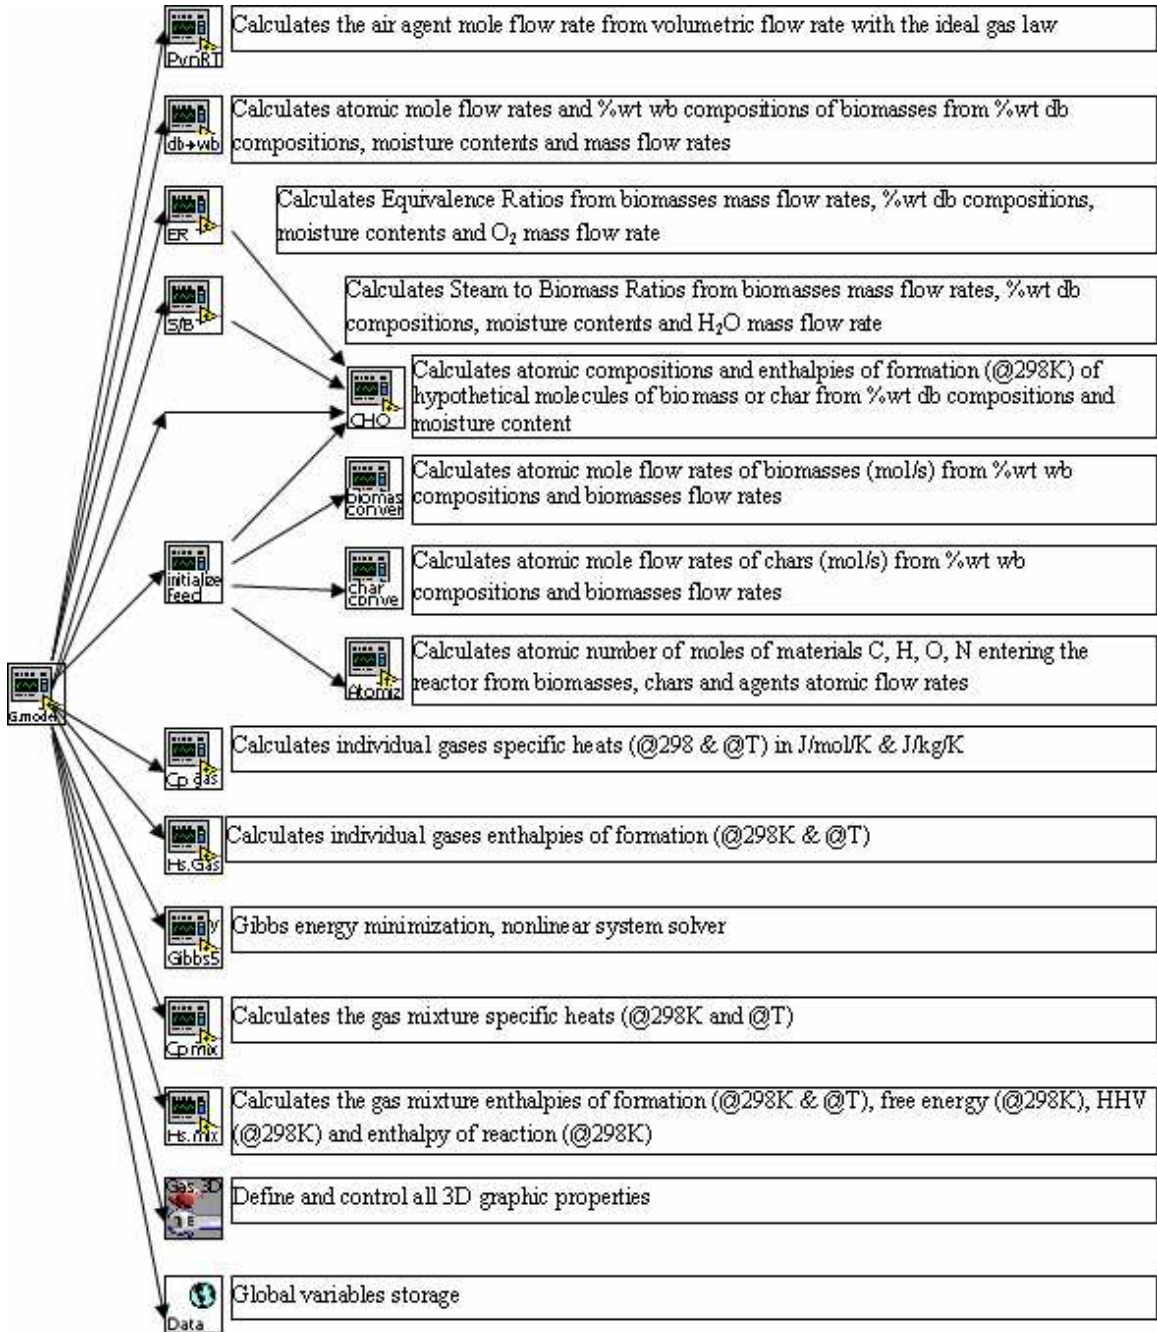 Calculates the air agent mole flow rate from volumetric flow rate with the ideal gas law
PvnRT
Calculates atomic mole flow rates and %wt wb compositions of biomasses from %wt db
compositions, moisture contents and mass flow rates
db→wb
Calculates Equivalence Ratios from biomasses mass flow rates, %wt db compositions,
moisture contents and O₂ mass flow rate
ER
Calculates Steam to Biomass Ratios from biomasses mass flow rates, %wt db
compositions, moisture contents and H₂O mass flow rate
S/B
Calculates atomic compositions and enthalpies of formation (@298K) of
hypothetical molecules of biomass or char from %wt db compositions and
moisture content
CHO
Calculates atomic mole flow rates of biomasses (mol/s) from %wt wb
compositions and biomasses flow rates
biomas
conver
initialize
feed
Calculates atomic mole flow rates of chars (mol/s) from %wt wb
compositions and biomasses flow rates
char
conve
Calculates atomic number of moles of materials C, H, O, N entering the
reactor from biomasses, chars and agents atomic flow rates
Atomiz
G.model
Calculates individual gases specific heats (@298 & @T) in J/mol/K & J/kg/K
Cp gas
Calculates individual gases enthalpies of formation (@298K & @T)
Hs.Gas
Gibbs energy minimization, nonlinear system solver
Gibbs5
Calculates the gas mixture specific heats (@298K and @T)
Cp mix
Calculates the gas mixture enthalpies of formation (@298K & @T), free energy (@298K), HHV
(@298K) and enthalpy of reaction (@298K)
Hs.mix
Gas 3D
Define and control all 3D graphic properties
Global variables storage
Data